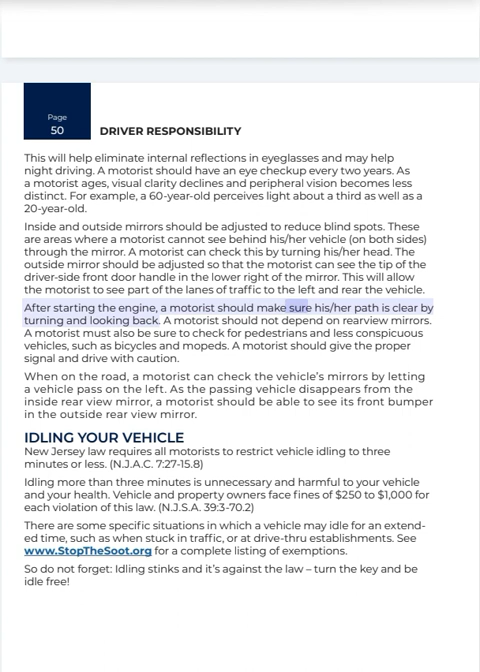 Page
50
DRIVER RESPONSIBILITY
This will help eliminate internal reflections in eyeglasses and may help
night driving. A motorist should have an eye checkup every two years. As
a motorist ages, visual clarity declines and peripheral vision becomes less
distinct. For example, a 60-year-old perceives light about a third as well as a
20-year-old.
Inside and outside mirrors should be adjusted to reduce blind spots. These
are areas where a motorist cannot see behind his/her vehicle (on both sides)
through the mirror. A motorist can check this by turning his/her head. The
outside mirror should be adjusted so that the motorist can see the tip of the
driver-side front door handle in the lower right of the mirror. This will allow
the motorist to see part of the lanes of traffic to the left and rear the vehicle.
After starting the engine, a motorist should make sure his/her path is clear by
turning and looking back. A motorist should not depend on rearview mirrors.
A motorist must also be sure to check for pedestrians and less conspicuous
vehicles, such as bicycles and mopeds. A motorist should give the proper
signal and drive with caution.
When on the road, a motorist can check the vehicle's mirrors by letting
a vehicle pass on the left. As the passing vehicle disappears from the
inside rear view mirror, a motorist should be able to see its front bumper
in the outside rear view mirror.
IDLING YOUR VEHICLE
New Jersey law requires all motorists to restrict vehicle idling to three
minutes or less. (N.J.A.C. 7:27-15.8)
Idling more than three minutes is unnecessary and harmful to your vehicle
and your health. Vehicle and property owners face fines of $250 to $1,000 for
each violation of this law. (N.J.S.A. 39:3-70.2)
There are some specific situations in which a vehicle may idle for an extend-
ed time, such as when stuck in traffic, or at drive-thru establishments. See
www.StopTheSoot.org for a complete listing of exemptions.
So do not forget: Idling stinks and it's against the law – turn the key and be
idle free!